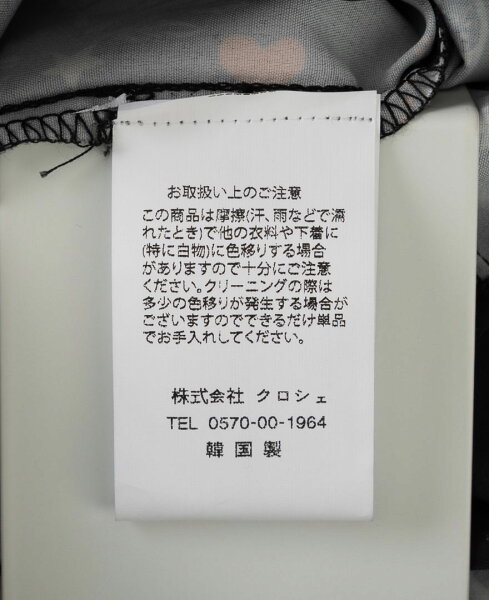 お取扱い上のご注意
この商品は摩擦(汗、雨などで濡
れたとき)で他の衣料や下着に
(特に白物)に色移りする場合
がありますので十分にご注意
ください。クリーニングの際は
多少の色移りが発生する場合が
ございますのでできるだけ単品
でお手入れしてください。
株式会社 クロシェ
TEL 0570-00-1964
韓国製